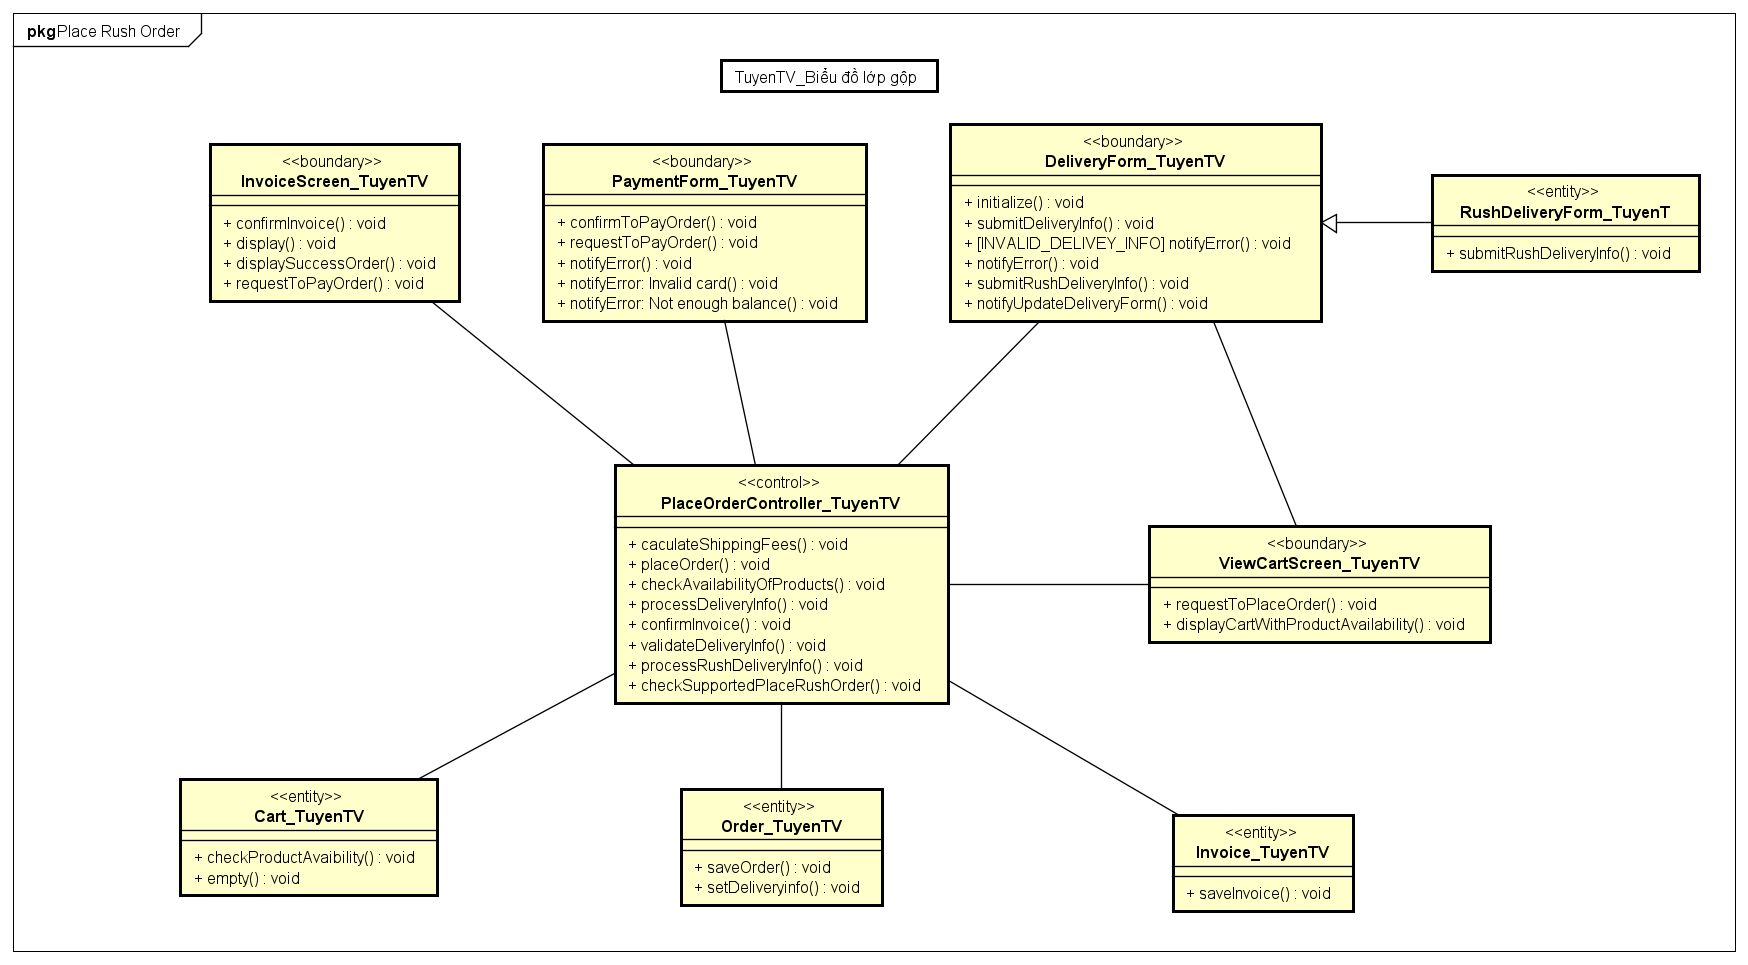 pkg Place Rush Order
TuyenTV_Biểu đồ lớp gộp
<<boundary>>
InvoiceScreen_TuyenTV
+ confirmInvoice() : void
+ display() : void
+ displaySuccessOrder() : void
+ requestToPayOrder() : void
<<boundary>>
PaymentForm_TuyenTV
+ confirmToPayOrder() : void
+ requestToPayOrder() : void
+ notifyError() : void
+ notifyError: Invalid card() : void
+ notifyError: Not enough balance() : void
<<boundary>>
DeliveryForm_TuyenTV
+ initialize() : void
+ submitDeliveryInfo() : void
+ [INVALID_DELIVEY_INFO] notifyError() : void
+ notifyError() : void
+ submitRushDeliveryInfo() : void
+ notifyUpdateDeliveryForm() : void
<<entity>>
RushDeliveryForm_TuyenT
+ submitRushDeliveryInfo() : void
<<control>>
PlaceOrderController_TuyenTV
+ caculateShippingFees() : void
+ placeOrder() : void
+ checkAvailabilityOfProducts() : void
+ processDeliveryInfo() : void
+ confirmInvoice() : void
+ validateDeliveryInfo() : void
+ processRushDeliveryInfo() : void
+ checkSupportedPlaceRushOrder() : void
<<boundary>>
ViewCartScreen_TuyenTV
+ requestToPlaceOrder() : void
+ displayCartWithProductAvailability() : void
<<entity>>
Cart_TuyenTV
+ checkProductAvaibility() : void
+ empty() : void
<<entity>>
Order_TuyenTV
+ saveOrder() : void
+ setDeliveryinfo() : void
<<entity>>
Invoice_TuyenTV
+ saveInvoice() : void